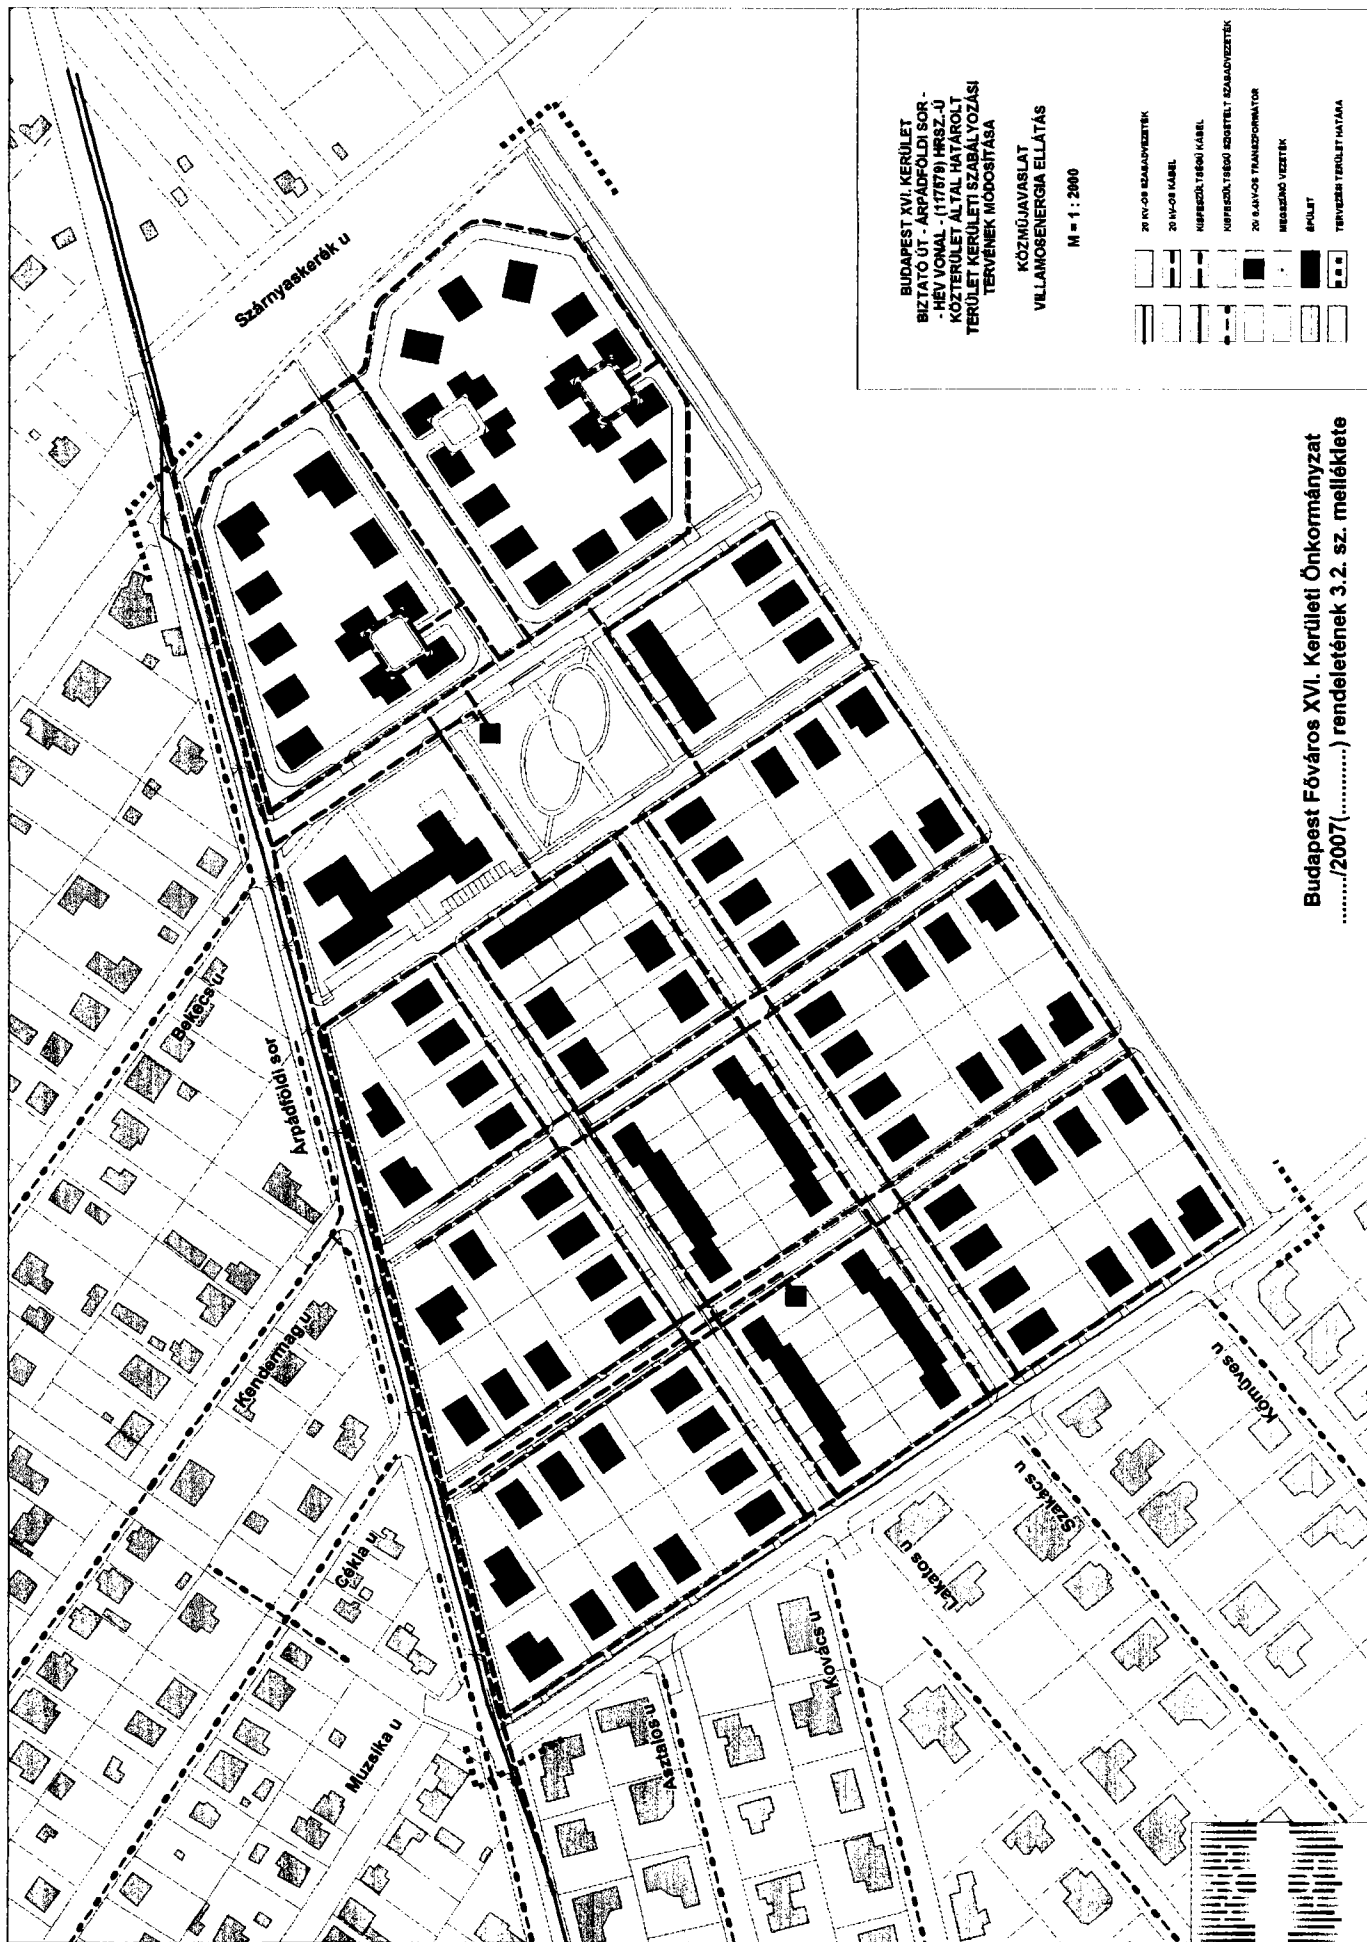 BUDAPEST XVI. KERÜLET
BIZTATÓ ÚT - ÁRPÁDFÖLDI SOR -
- HÉV VONAL - (117579) HRSZ.-Ú
KÖZTERÜLET ÁLTAL HATÁROLT
TERÜLET KERÜLETI SZABÁLYOZÁSI
TERVÉNEK MÓDOSÍTÁSA
KÖZMŰJAVASLAT
VILLAMOSENERGIA ELLÁTÁS
M = 1 : 2000
20 KV-OS SZABADVEZETÉK
20 KV-OS KÁBEL
KISFESZÜLTSÉGŰ KÁBEL
KISFESZÜLTSÉGŰ SZIGETELT SZABADVEZETÉK
20/ 0.4KV-OS TRANSZFORMÁTOR
MEGSZŰNŐ VEZETÉK
ÉPÜLET
TERVEZÉSI TERÜLET HATÁRA
Budapest Főváros XVI. Kerületi Önkormányzat
........./2007(.............) rendeletének 3.2. sz. melléklete
Szárnyaskerék u
Bekecs u
Árpádföldi sor
Kendermag u
Cékla u
Muzsika u
Asztalos u
Kovács u
Lakatos u
Szakács u
Kőműves u